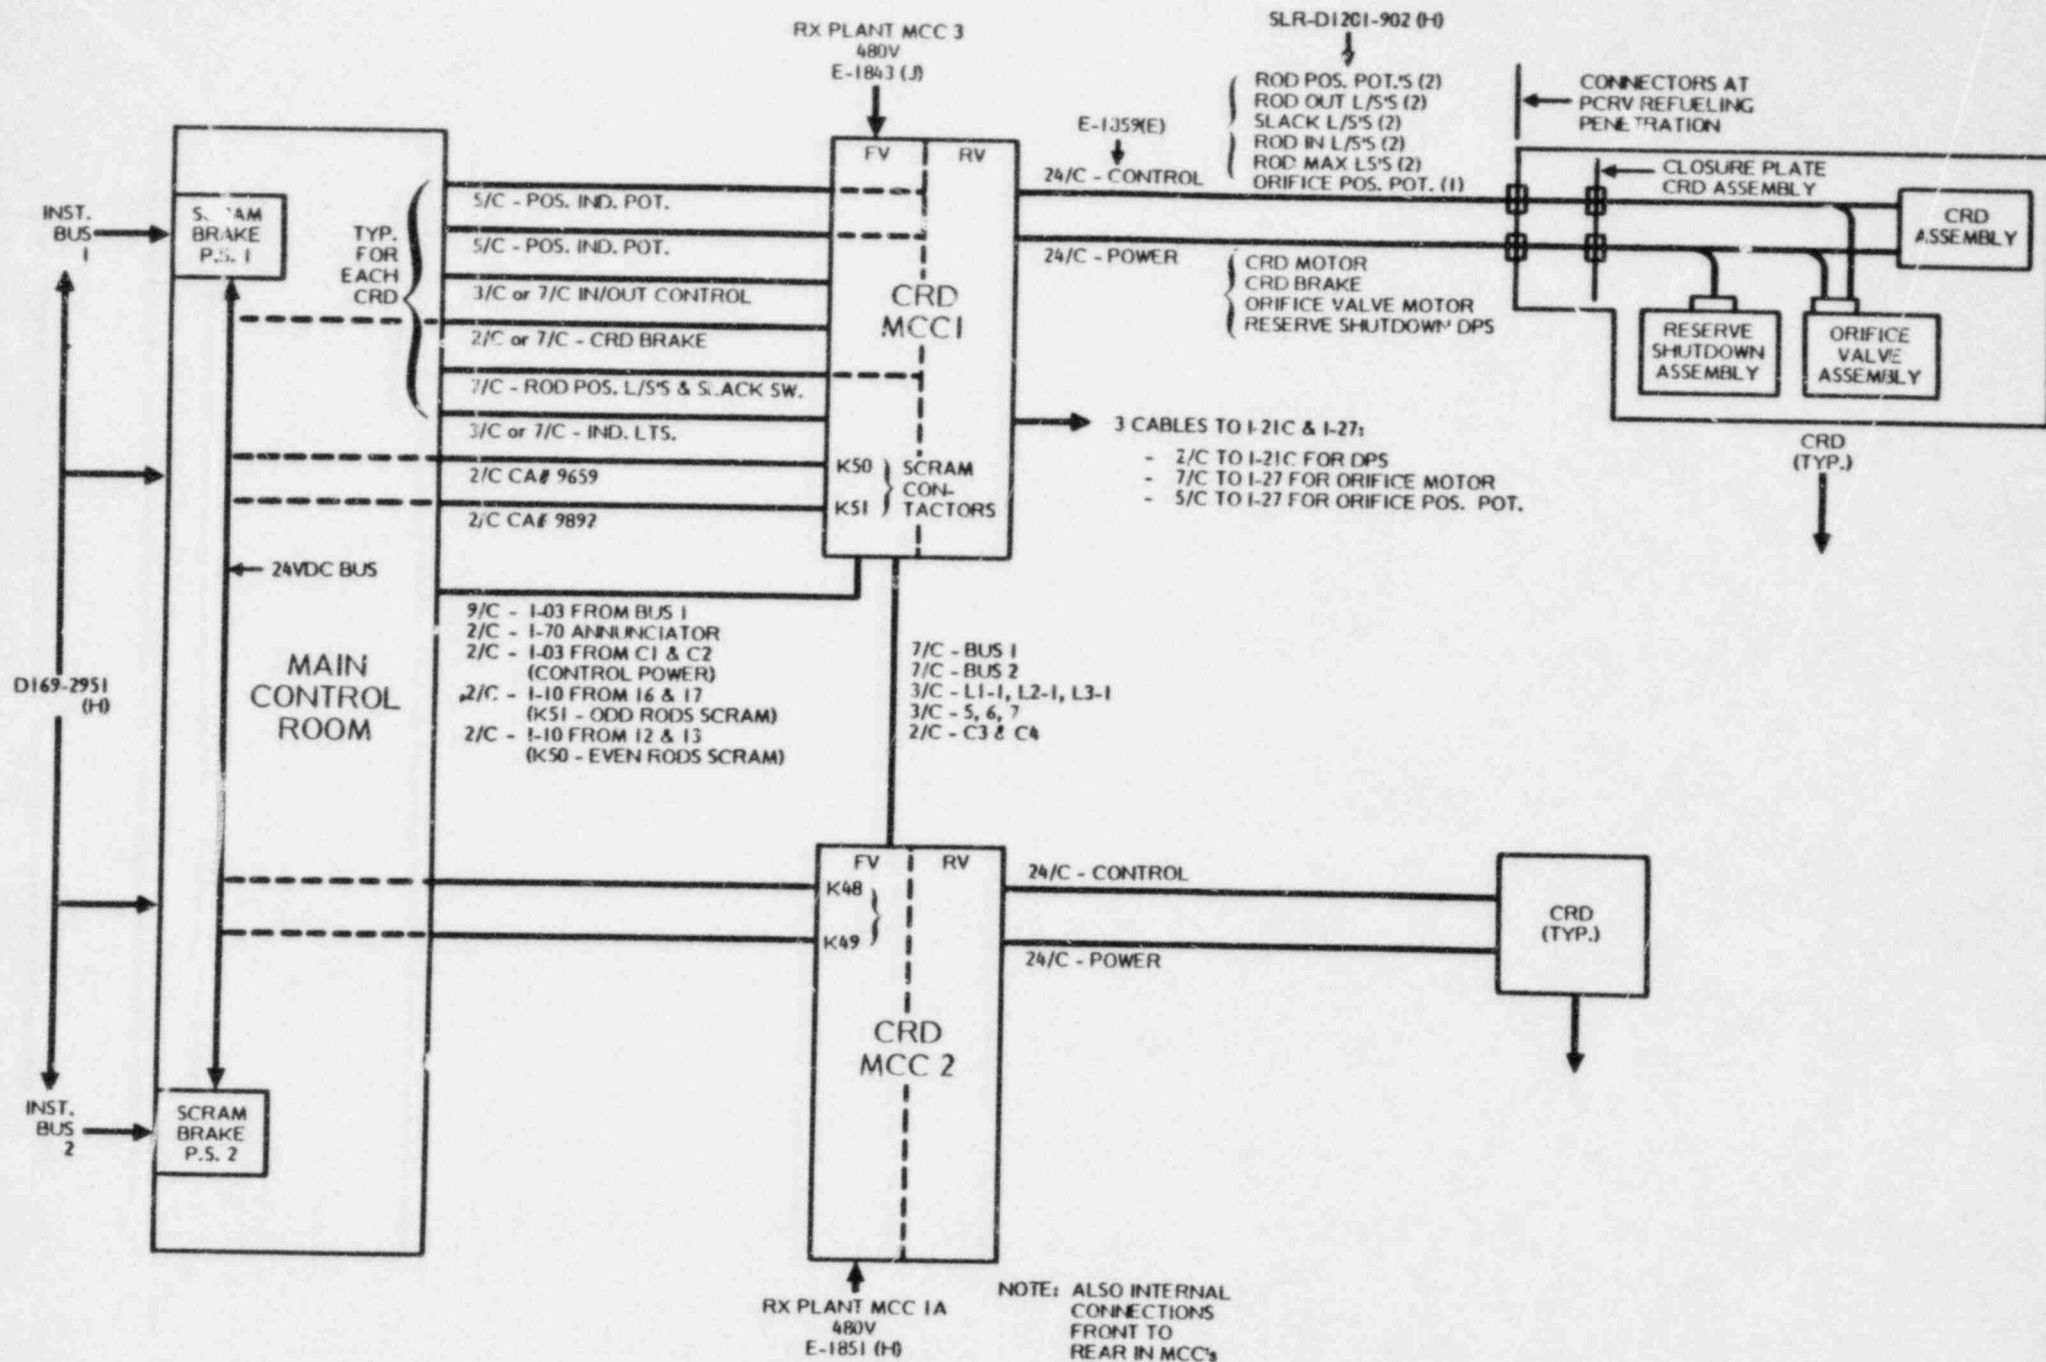 RX PLANT MCC 3
480V
E-1843 (J)
SLR-D1201-902 (H)
ROD POS. POT.'S (2)
ROD OUT L/S'S (2)
SLACK L/S'S (2)
ROD IN L/S'S (2)
ROD MAX LS'S (2)
ORIFICE POS. POT. (1)
CONNECTORS AT
PCRV REFUELING
PENETRATION
CLOSURE PLATE
CRD ASSEMBLY
E-1359(E)
24/C - CONTROL
24/C - POWER
CRD MOTOR
CRD BRAKE
ORIFICE VALVE MOTOR
RESERVE SHUTDOWN DPS
CRD
ASSEMBLY
RESERVE
SHUTDOWN
ASSEMBLY
ORIFICE
VALVE
ASSEMBLY
CRD
(TYP.)
INST.
BUS
1
BRAKE
P.S. 1
TYP.
FOR
EACH
CRD
5/C - POS. IND. POT.
5/C - POS. IND. POT.
3/C or 7/C IN/OUT CONTROL
2/C or 7/C - CRD BRAKE
7/C - ROD POS. L/S'S & SLACK SW.
3/C or 7/C - IND. LTS.
2/C CA# 9659
2/C CA# 9892
FV RV
CRD
MCC1
K50
K51
SCRAM
CON-
TACTORS
3 CABLES TO I-21C & I-27:
- 2/C TO I-21C FOR DPS
- 7/C TO I-27 FOR ORIFICE MOTOR
- 5/C TO I-27 FOR ORIFICE POS. POT.
24VDC BUS
MAIN
CONTROL
ROOM
D169-2951
(H)
9/C - I-03 FROM BUS 1
2/C - I-70 ANNUNCIATOR
2/C - I-03 FROM C1 & C2
(CONTROL POWER)
2/C - I-10 FROM 16 & 17
(K51 - ODD RODS SCRAM)
2/C - I-10 FROM 12 & 13
(K50 - EVEN RODS SCRAM)
7/C - BUS 1
7/C - BUS 2
3/C - L1-1, L2-1, L3-1
3/C - 5, 6, 7
2/C - C3 & C4
FV RV
K48
K49
CRD
MCC 2
24/C - CONTROL
24/C - POWER
CRD
(TYP.)
INST.
BUS
2
SCRAM
BRAKE
P.S. 2
RX PLANT MCC 1A
480V
E-1851 (H)
NOTE: ALSO INTERNAL
CONNECTIONS
FRONT TO
REAR IN MCC's